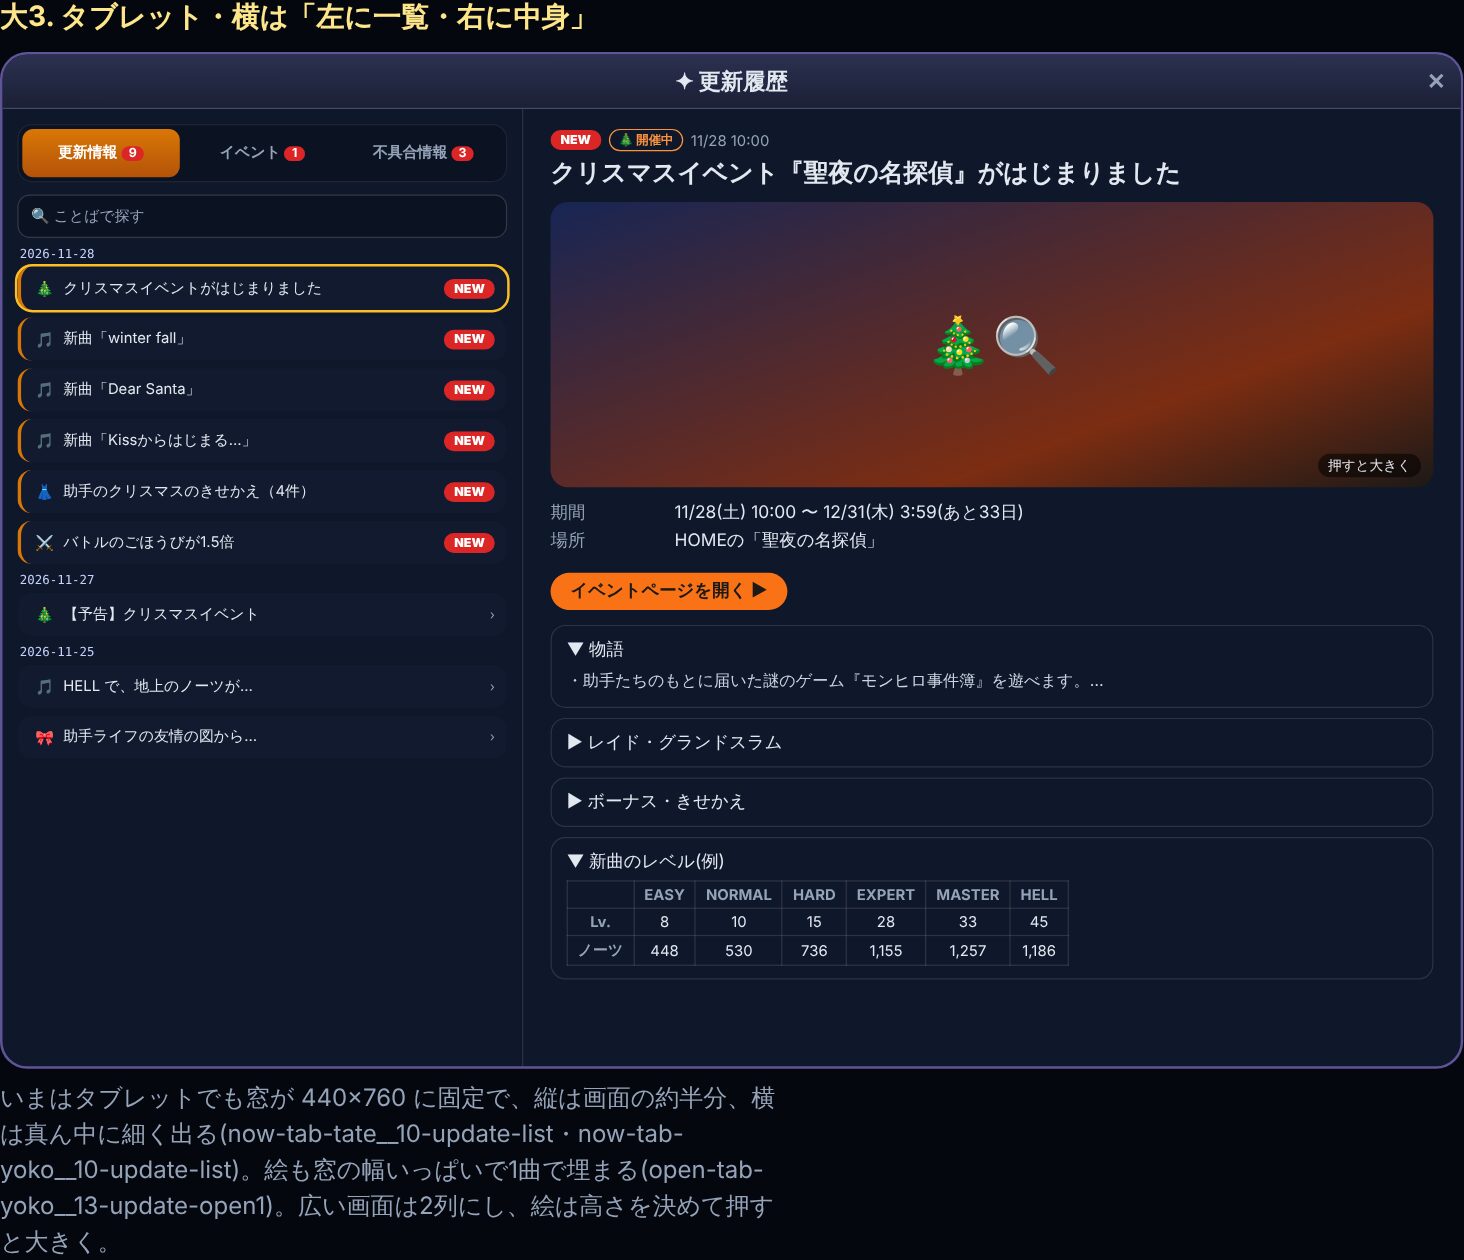 大3. タブレット・横は「左に一覧・右に中身」
✦ 更新履歴
×
更新情報 9
イベント 1
不具合情報 3
ことばで探す
2026-11-28
クリスマスイベントがはじまりました NEW
新曲「winter fall」 NEW
新曲「Dear Santa」 NEW
新曲「Kissからはじまる...」 NEW
助手のクリスマスのきせかえ（4件） NEW
バトルのごほうびが1.5倍 NEW
2026-11-27
【予告】クリスマスイベント ›
2026-11-25
HELL で、地上のノーツが... ›
助手ライフの友情の図から... ›
NEW 開催中 11/28 10:00
クリスマスイベント『聖夜の名探偵』がはじまりました
押すと大きく
期間 11/28(土) 10:00 〜 12/31(木) 3:59(あと33日)
場所 HOMEの「聖夜の名探偵」
イベントページを開く ▶
▼ 物語
・助手たちのもとに届いた謎のゲーム『モンヒロ事件簿』を遊べます。...
▶ レイド・グランドスラム
▶ ボーナス・きせかえ
▼ 新曲のレベル(例)
EASY NORMAL HARD EXPERT MASTER HELL
Lv. 8 10 15 28 33 45
ノーツ 448 530 736 1,155 1,257 1,186
いまはタブレットでも窓が 440×760 に固定で、縦は画面の約半分、横
は真ん中に細く出る(now-tab-tate__10-update-list・now-tab-
yoko__10-update-list)。絵も窓の幅いっぱいで1曲で埋まる(open-tab-
yoko__13-update-open1)。広い画面は2列にし、絵は高さを決めて押す
と大きく。